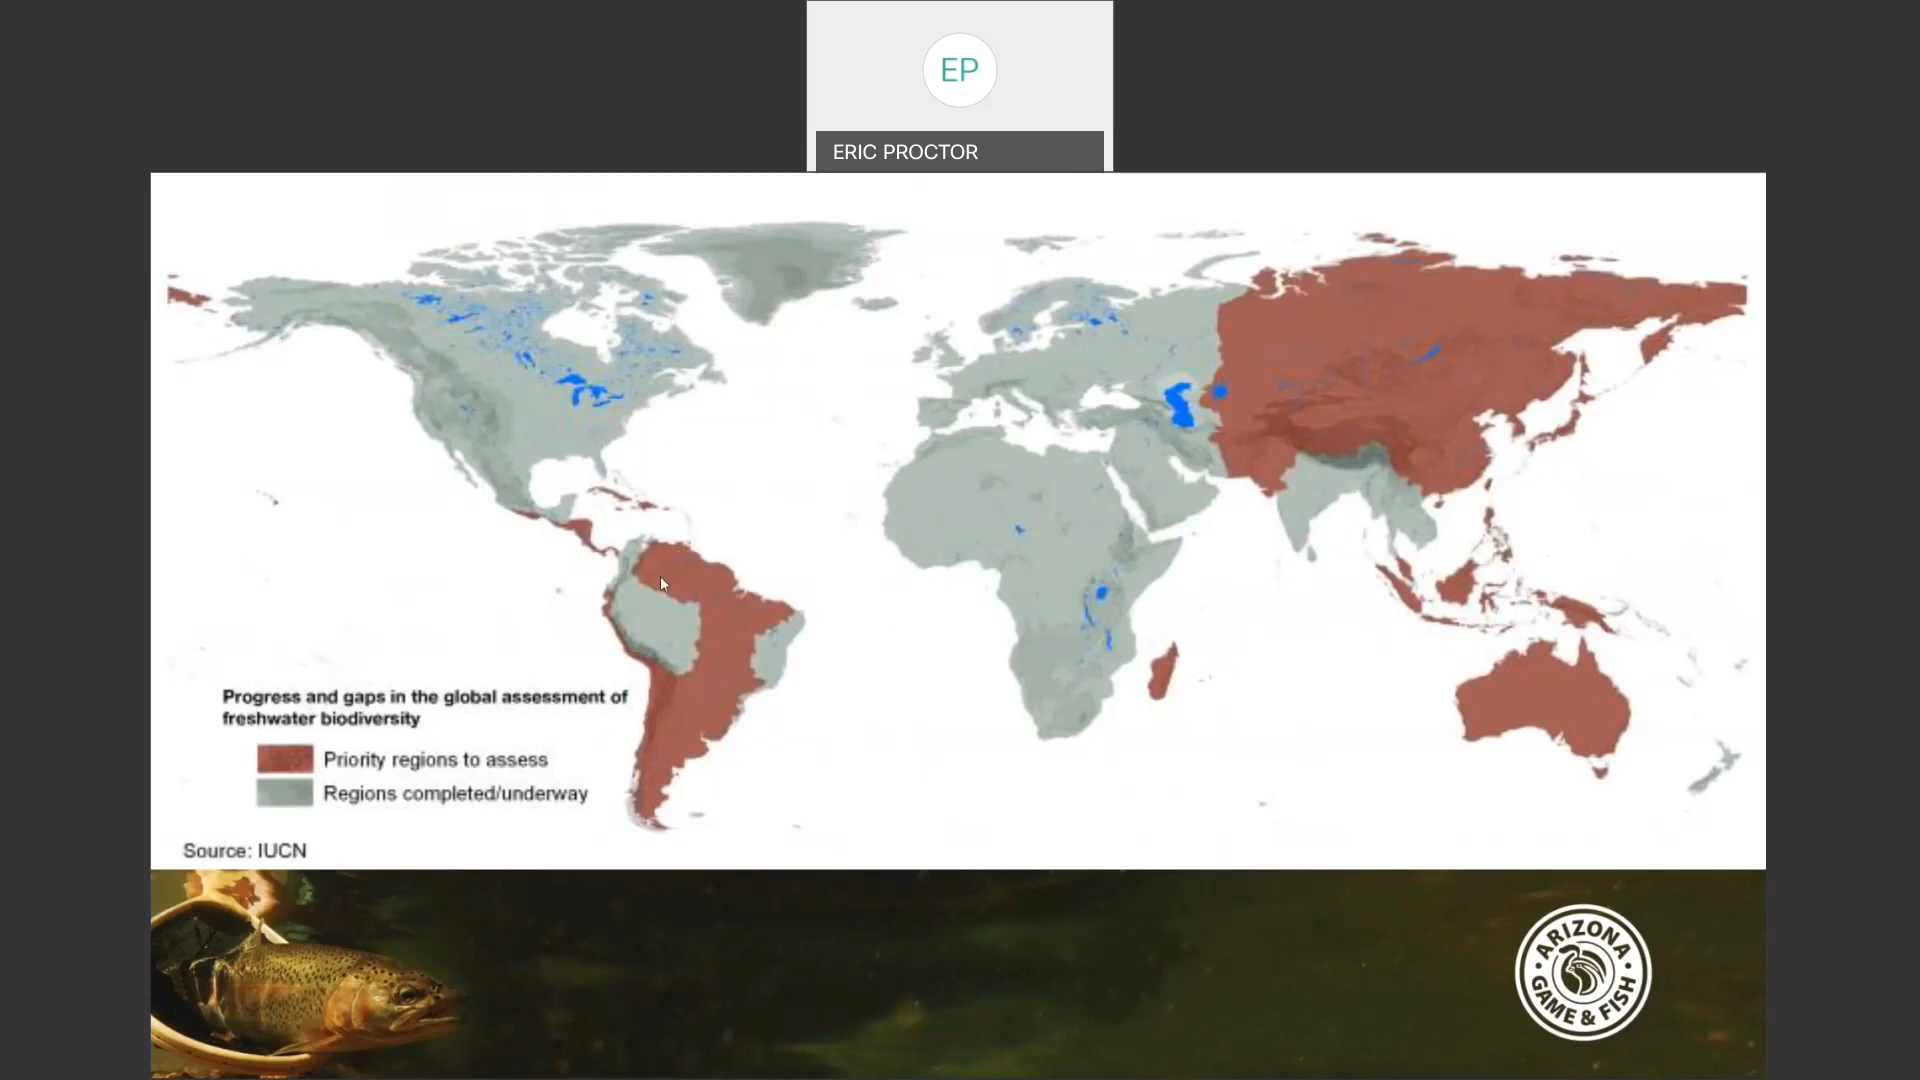 EP
ERIC PROCTOR
Progress and gaps in the global assessment of
freshwater biodiversity
Priority regions to assess
Regions completed/underway
Source: IUCN
ARIZONA
GAME & FISH